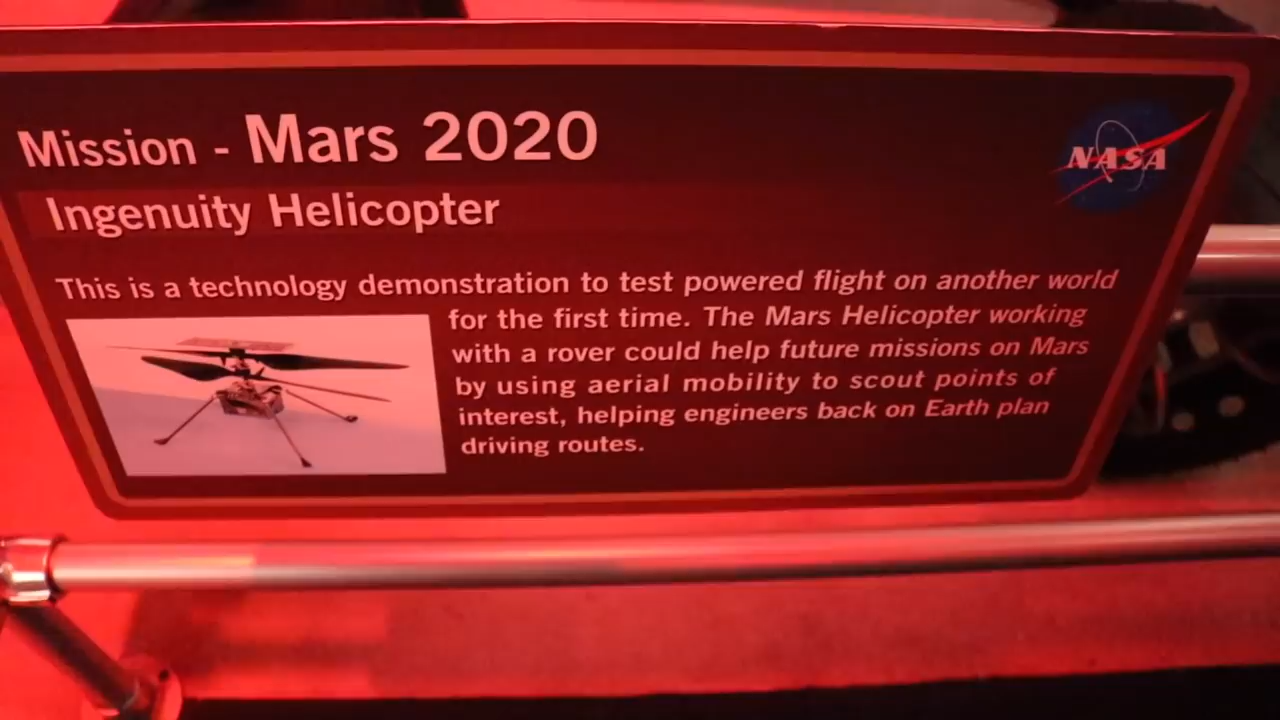 Mission - Mars 2020
NASA
Ingenuity Helicopter
This is a technology demonstration to test powered flight on another world
for the first time. The Mars Helicopter working
with a rover could help future missions on Mars
by using aerial mobility to scout points of
interest, helping engineers back on Earth plan
driving routes.